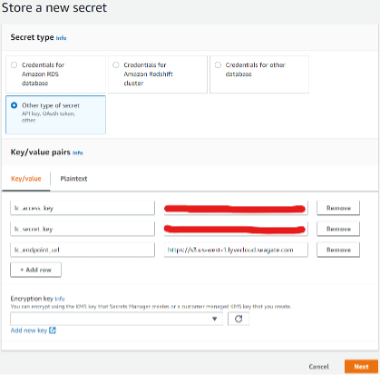 Store a new secret
Secret type Info
Credentials for Amazon RDS database
Credentials for Amazon Redshift cluster
Credentials for other database
Other type of secret
API key, OAuth token, other
Key/value pairs Info
Key/value
Plaintext
lc_access_key
Remove
lc_secret_key
Remove
lc_endpoint_url
Remove
+ Add row
Encryption key Info
You can encrypt using the KMS key that Secrets Manager creates or a customer managed KMS key that you create.
Add new key
Cancel
Next